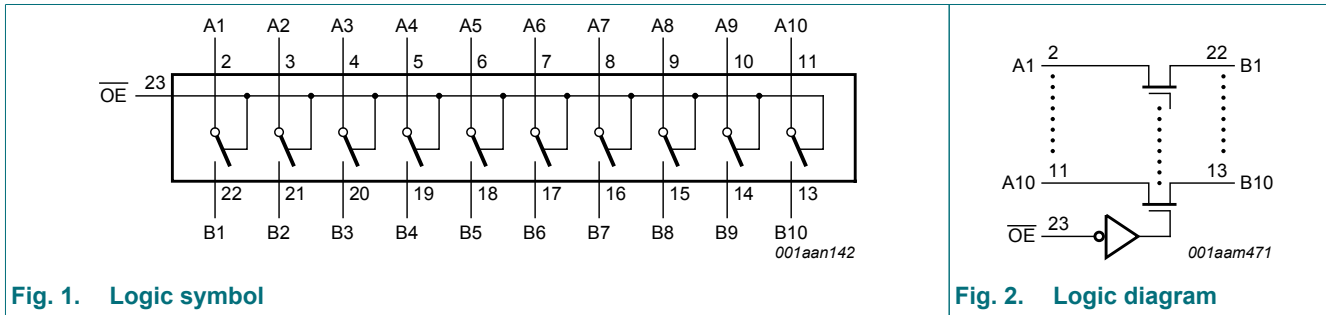 A1 A2 A3 A4 A5 A6 A7 A8 A9 A10
2 3 4 5 6 7 8 9 10 11
OE 23
22 21 20 19 18 17 16 15 14 13
B1 B2 B3 B4 B5 B6 B7 B8 B9 B10
001aan142
Fig. 1. Logic symbol
A1 2 22 B1
A10 11 13 B10
OE 23
001aam471
Fig. 2. Logic diagram